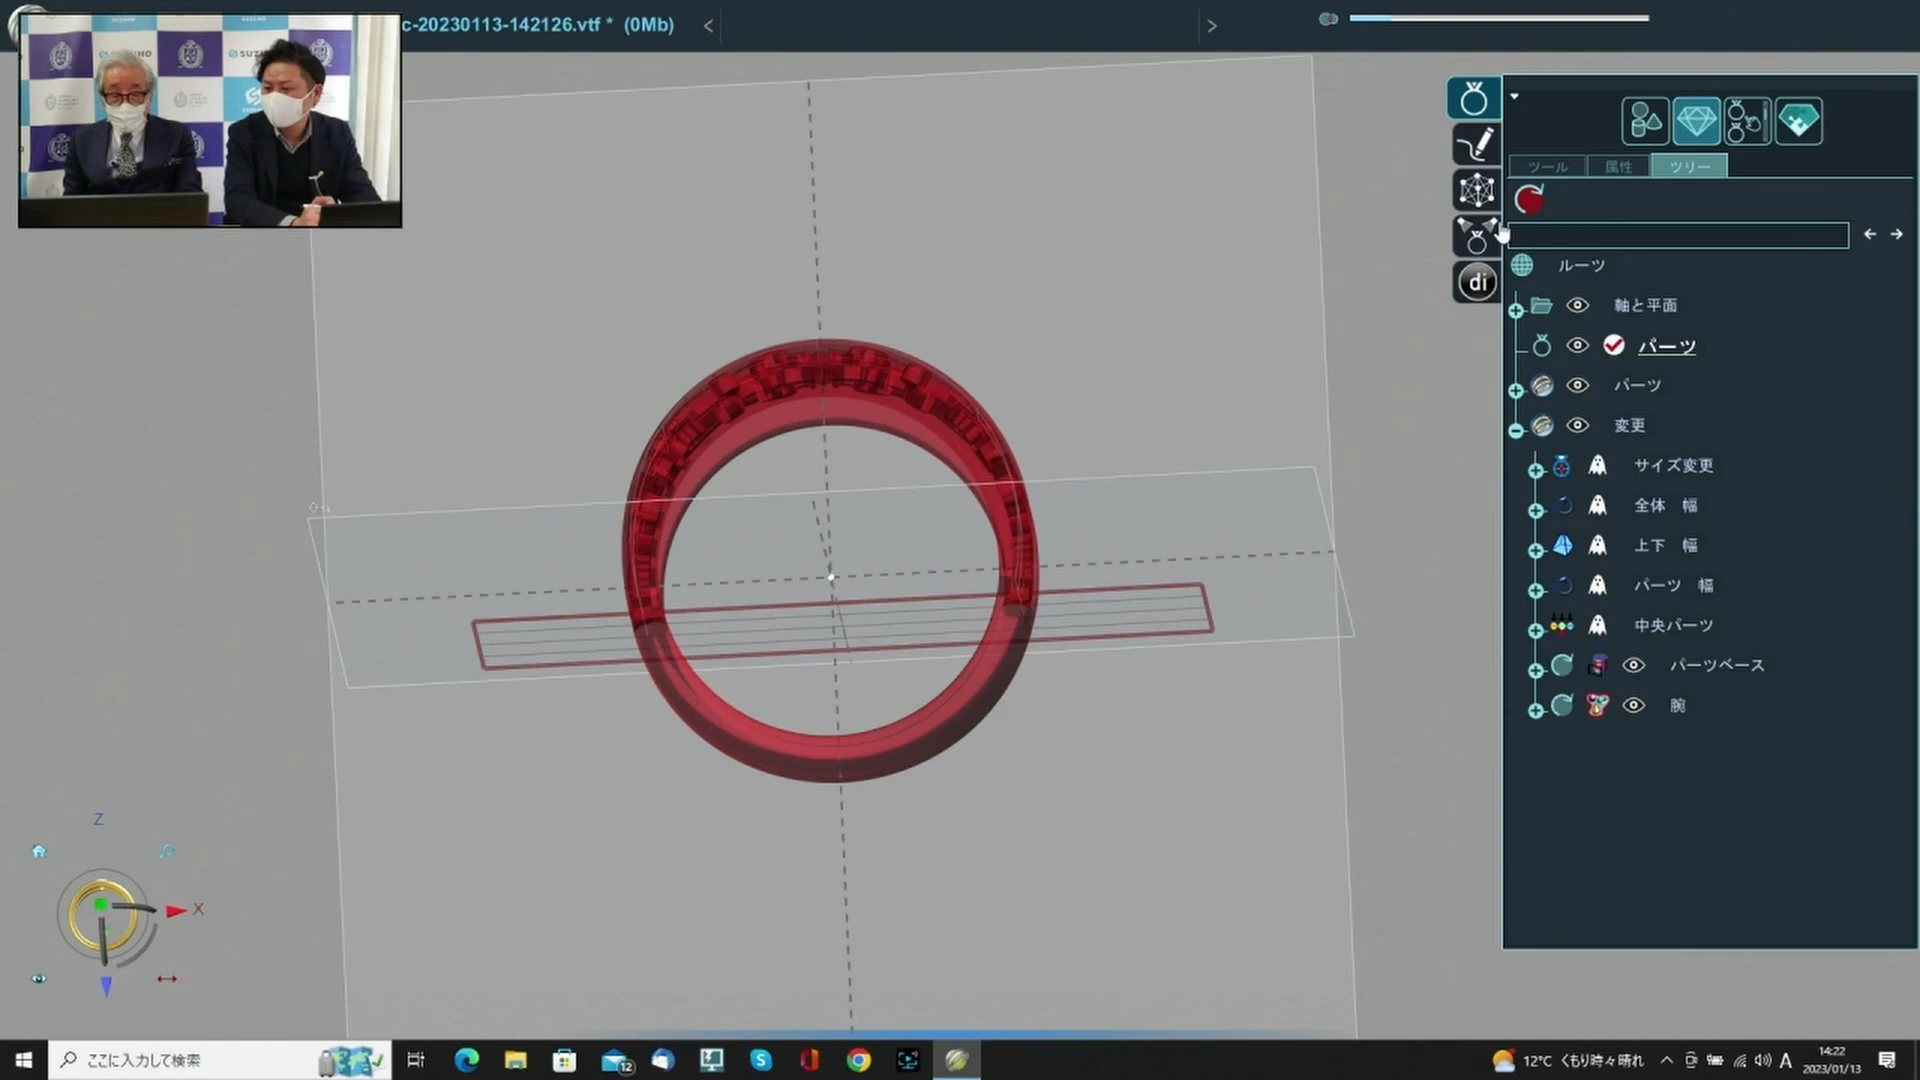 c-20230113-142126.vtf * (0Mb)
SUZUHO
ツール
属性
ツリー
ルーツ
軸と平面
パーツ
パーツ
変更
サイズ変更
全体 幅
上下 幅
パーツ 幅
中央パーツ
パーツベース
腕
di
Z
X
ここに入力して検索
12
12°C くもり時々晴れ
A
14:22
2023/01/13